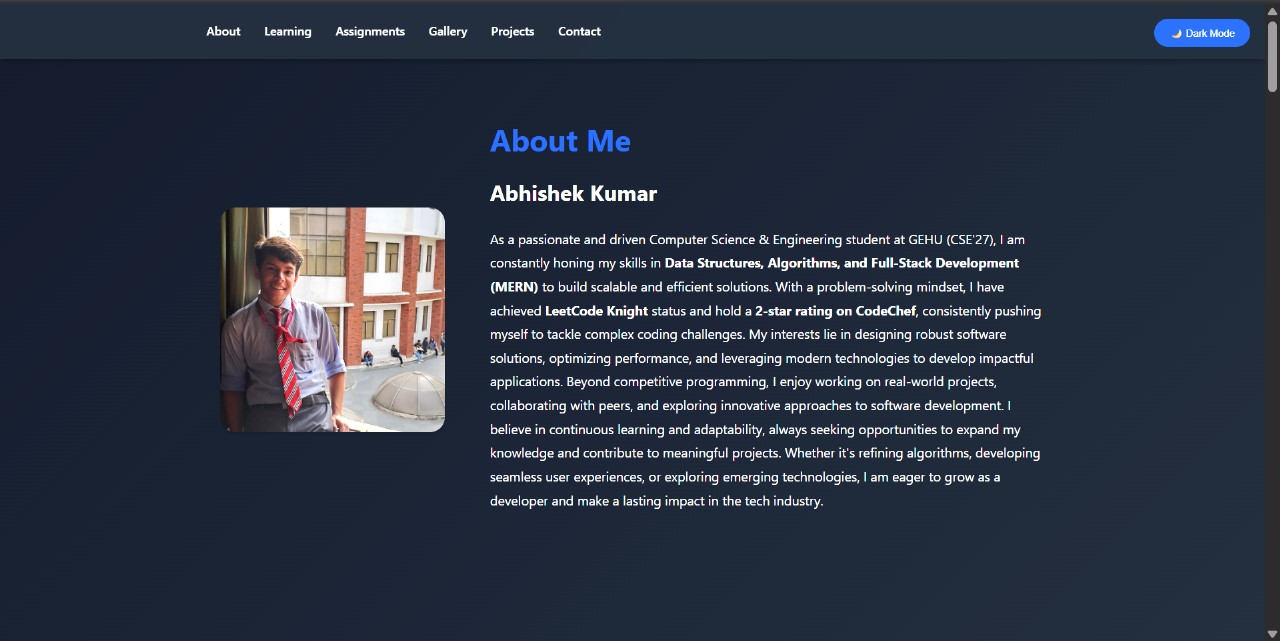 About Learning Assignments Gallery Projects Contact
🌙 Dark Mode
About Me
Abhishek Kumar
As a passionate and driven Computer Science & Engineering student at GEHU (CSE'27), I am
constantly honing my skills in Data Structures, Algorithms, and Full-Stack Development
(MERN) to build scalable and efficient solutions. With a problem-solving mindset, I have
achieved LeetCode Knight status and hold a 2-star rating on CodeChef, consistently pushing
myself to tackle complex coding challenges. My interests lie in designing robust software
solutions, optimizing performance, and leveraging modern technologies to develop impactful
applications. Beyond competitive programming, I enjoy working on real-world projects,
collaborating with peers, and exploring innovative approaches to software development. I
believe in continuous learning and adaptability, always seeking opportunities to expand my
knowledge and contribute to meaningful projects. Whether it's refining algorithms, developing
seamless user experiences, or exploring emerging technologies, I am eager to grow as a
developer and make a lasting impact in the tech industry.